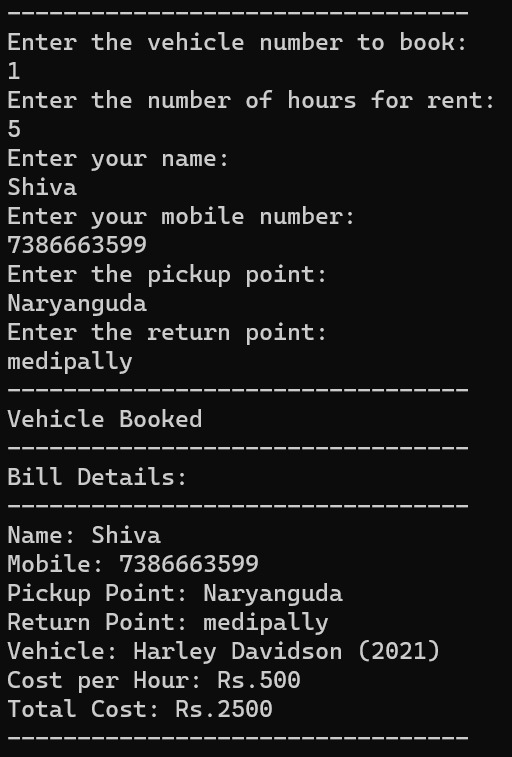 ---------------------------------
Enter the vehicle number to book:
1
Enter the number of hours for rent:
5
Enter your name:
Shiva
Enter your mobile number:
7386663599
Enter the pickup point:
Naryanguda
Enter the return point:
medipally
---------------------------------
Vehicle Booked
---------------------------------
Bill Details:
---------------------------------
Name: Shiva
Mobile: 7386663599
Pickup Point: Naryanguda
Return Point: medipally
Vehicle: Harley Davidson (2021)
Cost per Hour: Rs.500
Total Cost: Rs.2500
---------------------------------